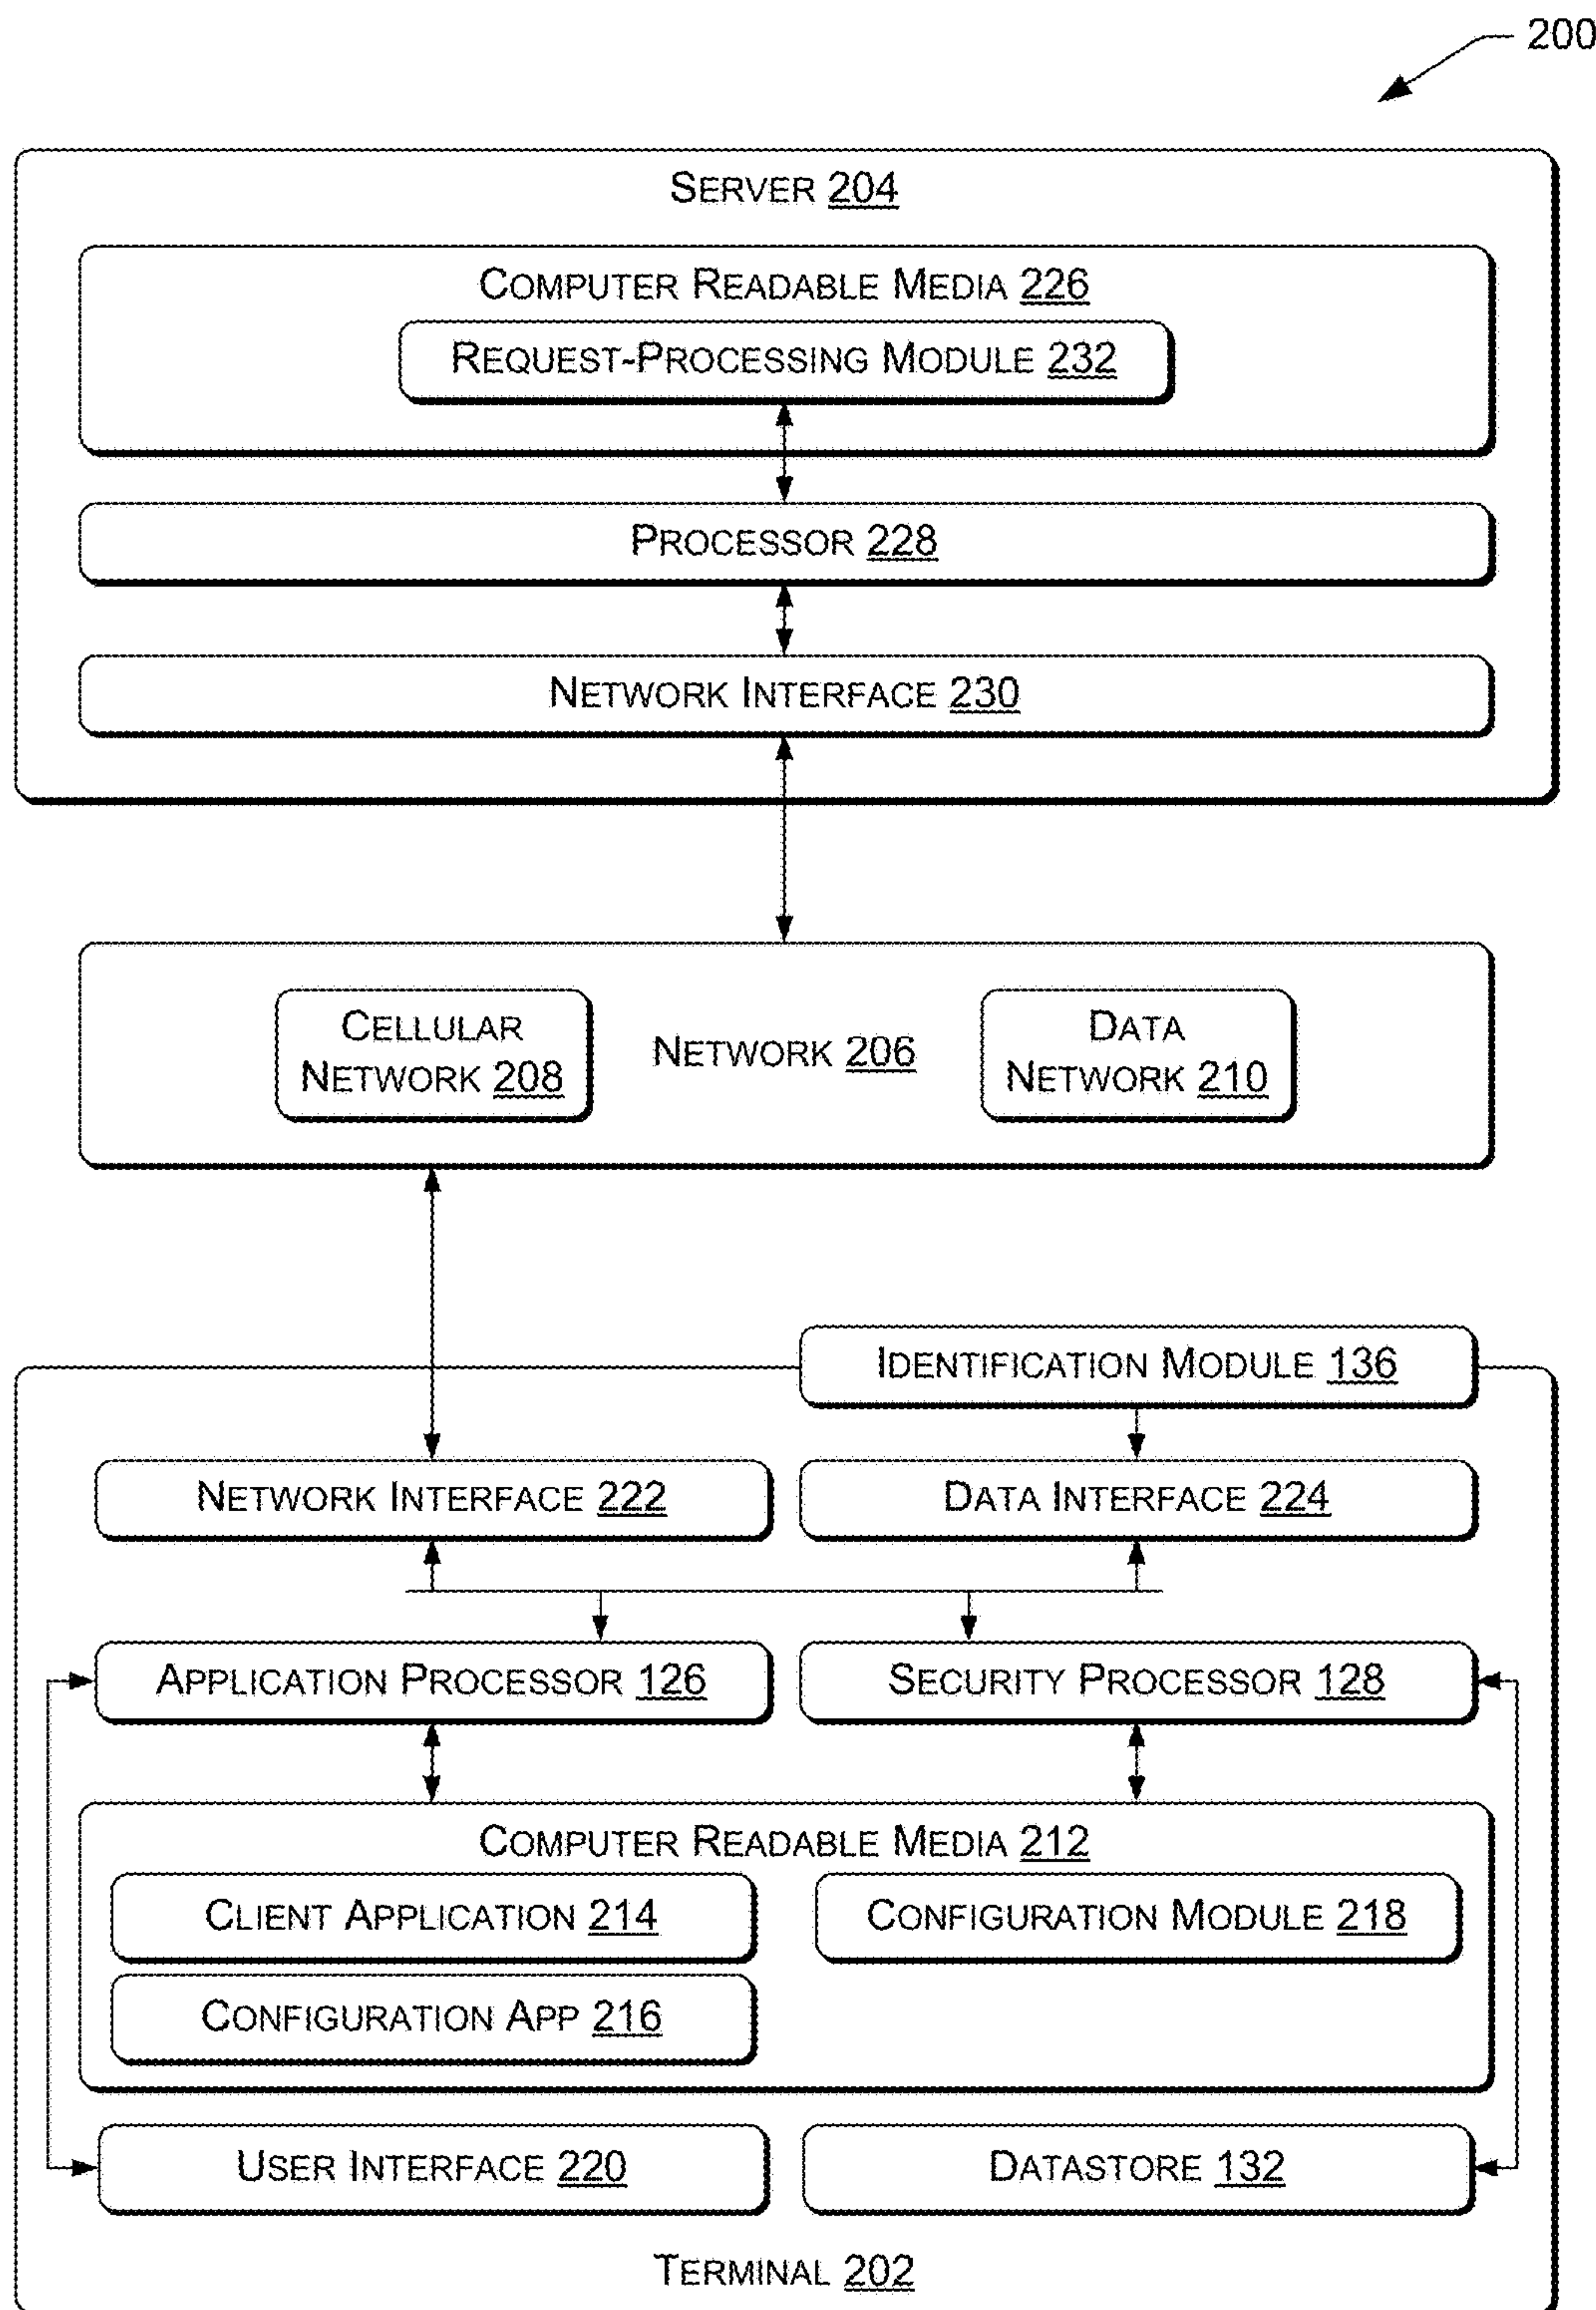 200
SERVER 204
COMPUTER READABLE MEDIA 226
REQUEST-PROCESSING MODULE 232
PROCESSOR 228
NETWORK INTERFACE 230
CELLULAR
NETWORK 208
NETWORK 206
DATA
NETWORK 210
IDENTIFICATION MODULE 136
NETWORK INTERFACE 222
DATA INTERFACE 224
APPLICATION PROCESSOR 126
SECURITY PROCESSOR 128
COMPUTER READABLE MEDIA 212
CLIENT APPLICATION 214
CONFIGURATION MODULE 218
CONFIGURATION APP 216
USER INTERFACE 220
DATASTORE 132
TERMINAL 202